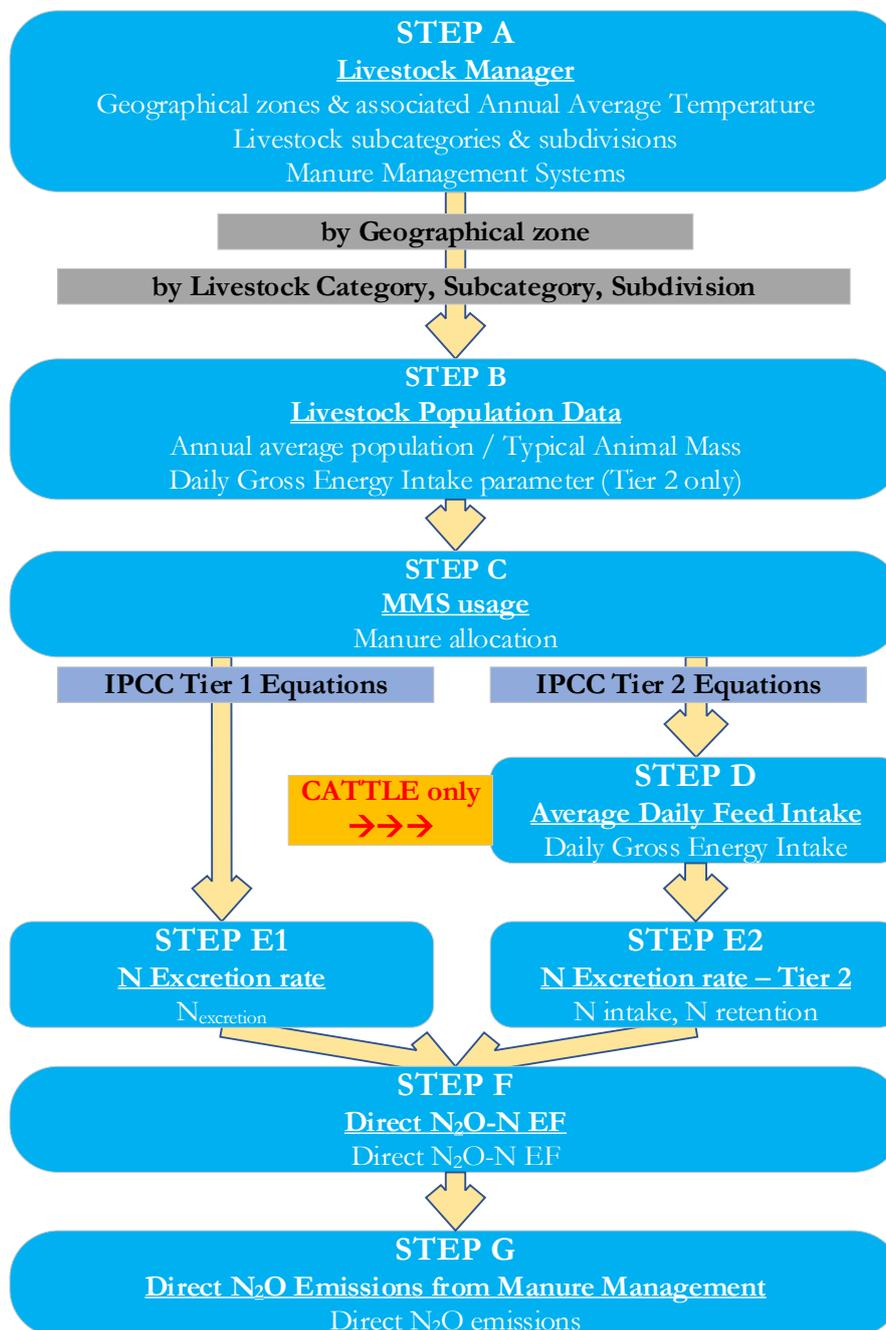 STEP A
Livestock Manager
Geographical zones & associated Annual Average Temperature
Livestock subcategories & subdivisions
Manure Management Systems
by Geographical zone
by Livestock Category, Subcategory, Subdivision
STEP B
Livestock Population Data
Annual average population / Typical Animal Mass
Daily Gross Energy Intake parameter (Tier 2 only)
STEP C
MMS usage
Manure allocation
IPCC Tier 1 Equations
IPCC Tier 2 Equations
CATTLE only
→→→
STEP D
Average Daily Feed Intake
Daily Gross Energy Intake
STEP E1
N Excretion rate
Nexcretion
STEP E2
N Excretion rate – Tier 2
N intake, N retention
STEP F
Direct N₂O-N EF
Direct N₂O-N EF
STEP G
Direct N₂O Emissions from Manure Management
Direct N₂O emissions